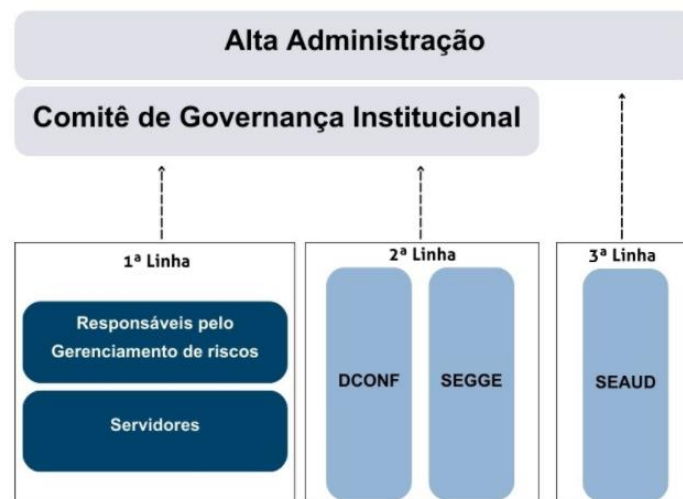 Alta Administração
Comitê de Governança Institucional
1ª Linha
Responsáveis pelo
Gerenciamento de riscos
Servidores
2ª Linha
DCONF
SEGGE
3ª Linha
SEAUD